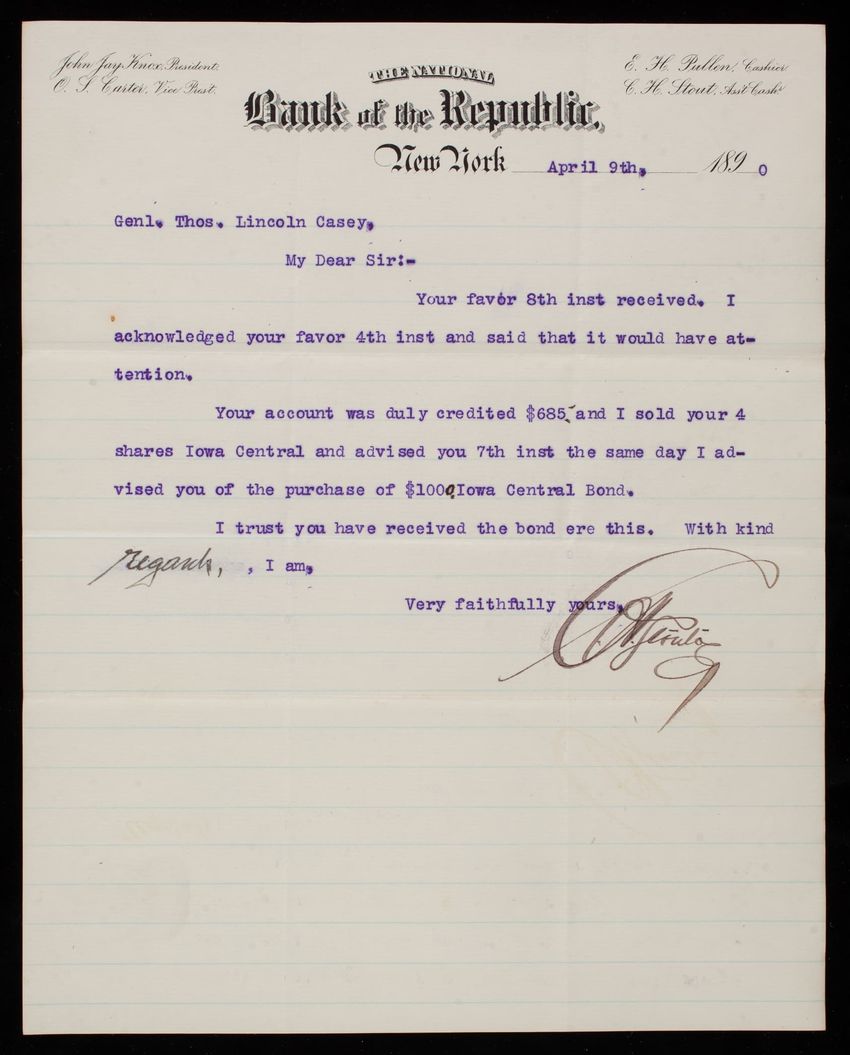 John Jay Knox, President.
O. S. Carter, Vice Prest.
E. H. Pullen, Cashier
C. H. Stout, Asst Cashr.
THE NATIONAL
Bank of the Republic,
New York April 9th, 1890
Genl. Thos. Lincoln Casey,
My Dear Sir:-
Your favor 8th inst received. I
acknowledged your favor 4th inst and said that it would have at-
tention.
Your account was duly credited $685, and I sold your 4
shares Iowa Central and advised you 7th inst the same day I ad-
vised you of the purchase of $1000, Iowa Central Bond.
I trust you have received the bond ere this. With kind
regards, , I am,
Very faithfully yours,
C. H. Stout